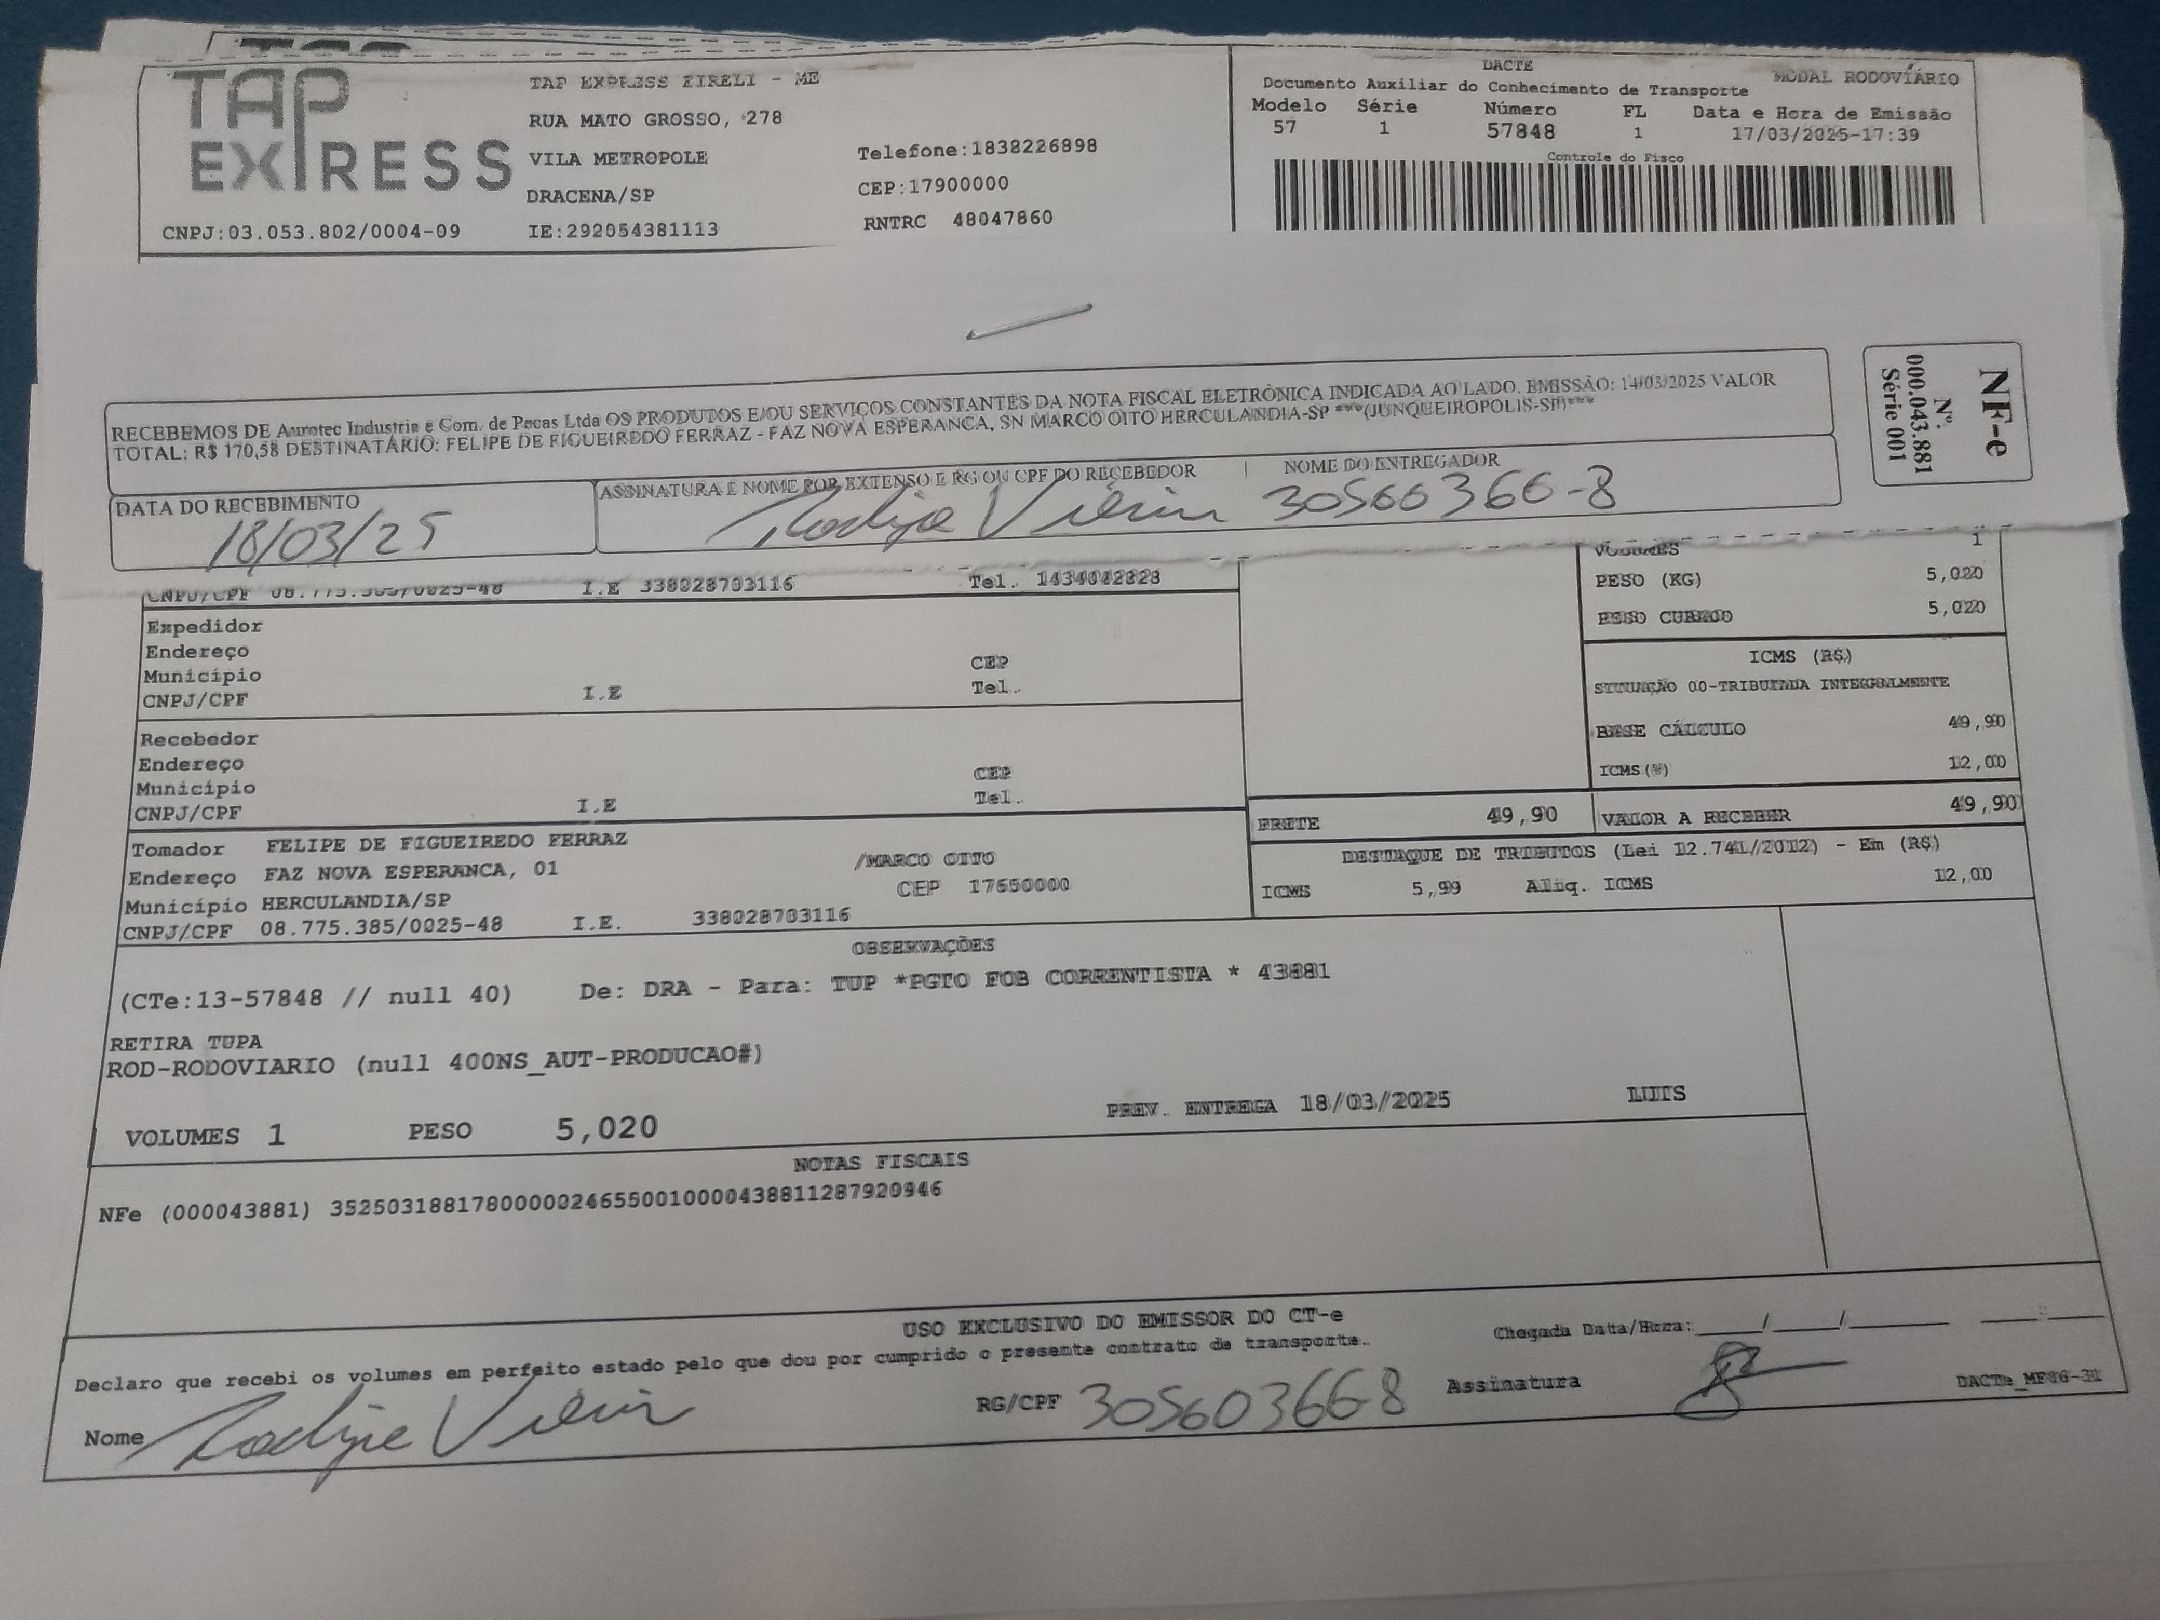 TAP EXPRESS
TAP EXPRESS EIRELI - ME
RUA MATO GROSSO, 278
VILA METROPOLE
DRACENA/SP
CNPJ:03.053.802/0004-09 IE:292054381113
Telefone:1838226898
CEP:17900000
RNTRC 48047860
DACTE
MODAL RODOVIÁRIO
Documento Auxiliar do Conhecimento de Transporte
Modelo Série Número FL Data e Hora de Emissão
57 1 57848 1 17/03/2025-17:39
Controle do Fisco
RECEBEMOS DE Aurotec Industria e Com. de Pecas Ltda OS PRODUTOS E/OU SERVIÇOS CONSTANTES DA NOTA FISCAL ELETRÔNICA INDICADA AO LADO. EMISSÃO: 14/03/2025 VALOR
TOTAL: R$ 170,58 DESTINATÁRIO: FELIPE DE FIGUEIREDO FERRAZ - FAZ NOVA ESPERANCA, SN MARCO OITO HERCULANDIA-SP ***(JUNQUEIROPOLIS-SP)***
NF-e
Nº.
000.043.881
Série 001
DATA DO RECEBIMENTO
18/03/25
ASSINATURA E NOME POR EXTENSO E RG OU CPF DO RECEBEDOR | NOME DO ENTREGADOR
30560366-8
CNPJ/CPF 08.775.385/0025-48 I.E 338028703116 Tel.
VOLUMES 1
PESO (KG) 5,020
PESO CUBADO 5,020
Expedidor
Endereço
Município CEP
CNPJ/CPF I.E Tel.
ICMS (R$)
SITUAÇÃO 00-TRIBUTADA INTEGRALMENTE
BASE CÁLCULO 49,90
ICMS(%) 12,00
Recebedor
Endereço
Município CEP
CNPJ/CPF I.E Tel.
FRETE 49,90 VALOR A RECEBER 49,90
DESTAQUE DE TRIBUTOS (Lei 12.741/2012) - Em (R$)
ICMS 5,99 Aliq. ICMS 12,00
Tomador FELIPE DE FIGUEIREDO FERRAZ
Endereço FAZ NOVA ESPERANCA, 01 /MARCO OITO
Município HERCULANDIA/SP CEP 17650000
CNPJ/CPF 08.775.385/0025-48 I.E. 338028703116
OBSERVAÇÕES
(CTe:13-57848 // null 40) De: DRA - Para: TUP *PGTO FOB CORRENTISTA * 43881
RETIRA TUPA
ROD-RODOVIARIO (null 400NS_AUT-PRODUCAO#)
VOLUMES 1 PESO 5,020 PREV. ENTREGA 18/03/2025 LUIS
NOTAS FISCAIS
NFe (000043881) 35250318817800000246550010000438811287920946
USO EXCLUSIVO DO EMISSOR DO CT-e
Declaro que recebi os volumes em perfeito estado pelo que dou por cumprido o presente contrato de transporte.
Chegada Data/Hora: ____/____/______ ___:___
Nome
RG/CPF 305603668 Assinatura